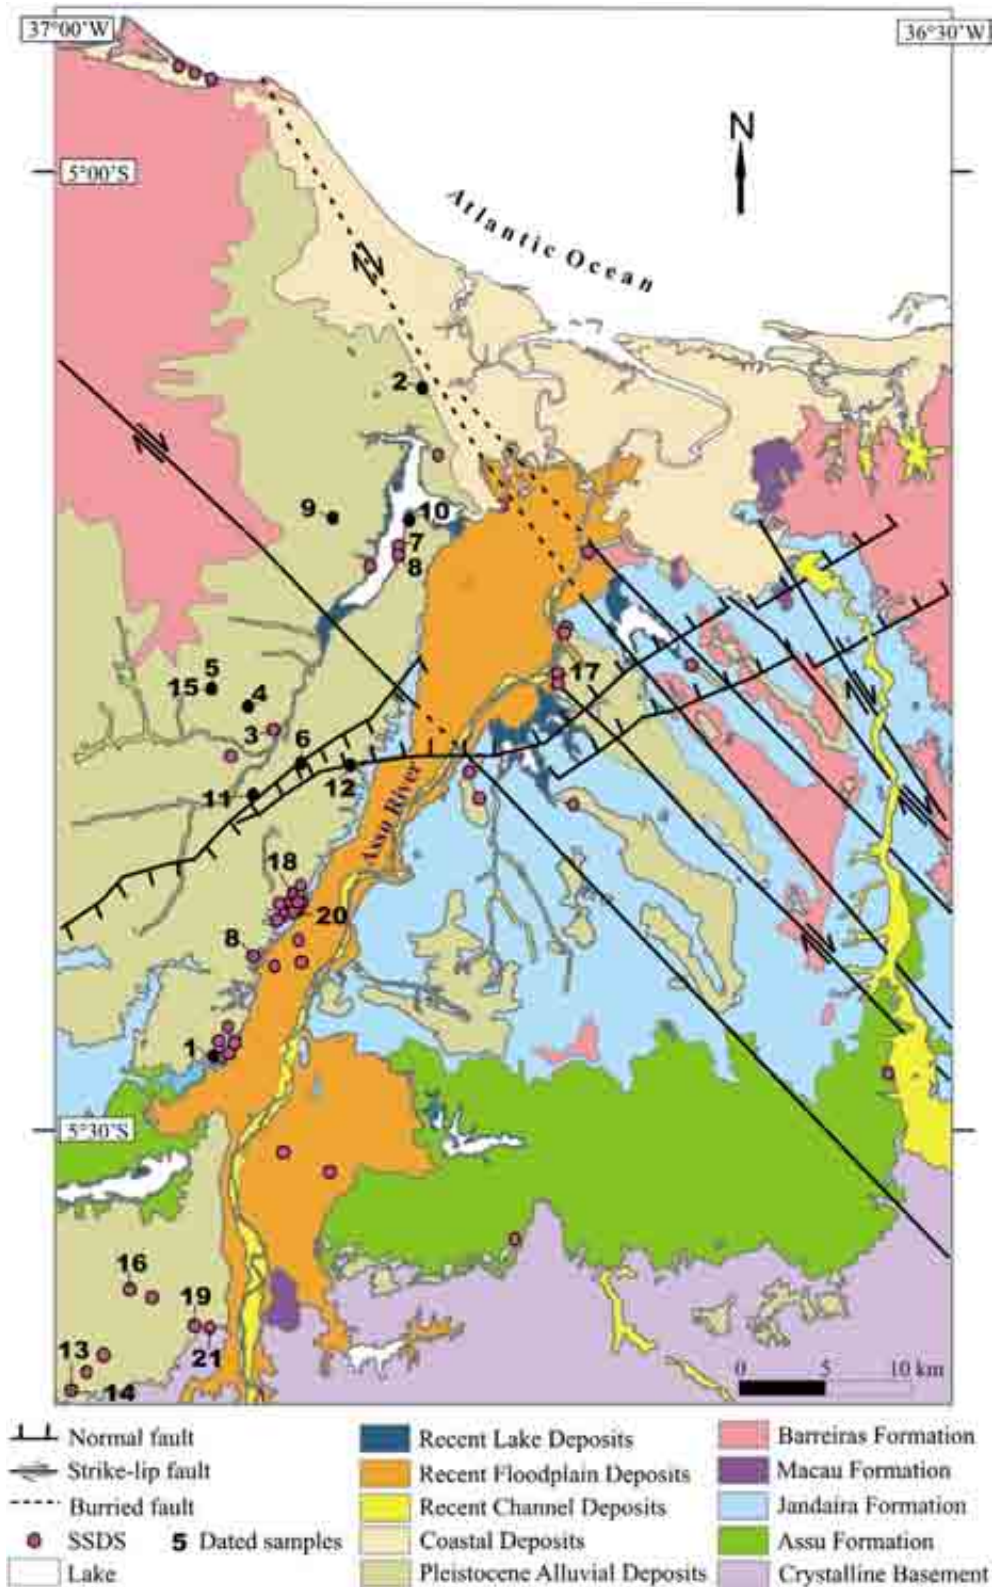 37°00'W
36°30'W
N
5°00'S
Atlantic Ocean
2
9
10
7
8
5
15
4
17
3
6
11
12
Assu River
18
20
8
1
5°30'S
16
19
13
21
14
0 5 10 km
Normal fault
Strike-lip fault
Burried fault
SSDS
5 Dated samples
Lake
Recent Lake Deposits
Recent Floodplain Deposits
Recent Channel Deposits
Coastal Deposits
Pleistocene Alluvial Deposits
Barreiras Formation
Macau Formation
Jandaira Formation
Assu Formation
Crystalline Basement